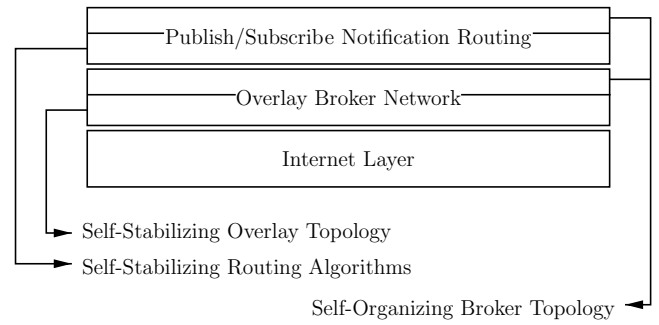 Publish/Subscribe Notification Routing
Overlay Broker Network
Internet Layer
Self-Stabilizing Overlay Topology
Self-Stabilizing Routing Algorithms
Self-Organizing Broker Topology